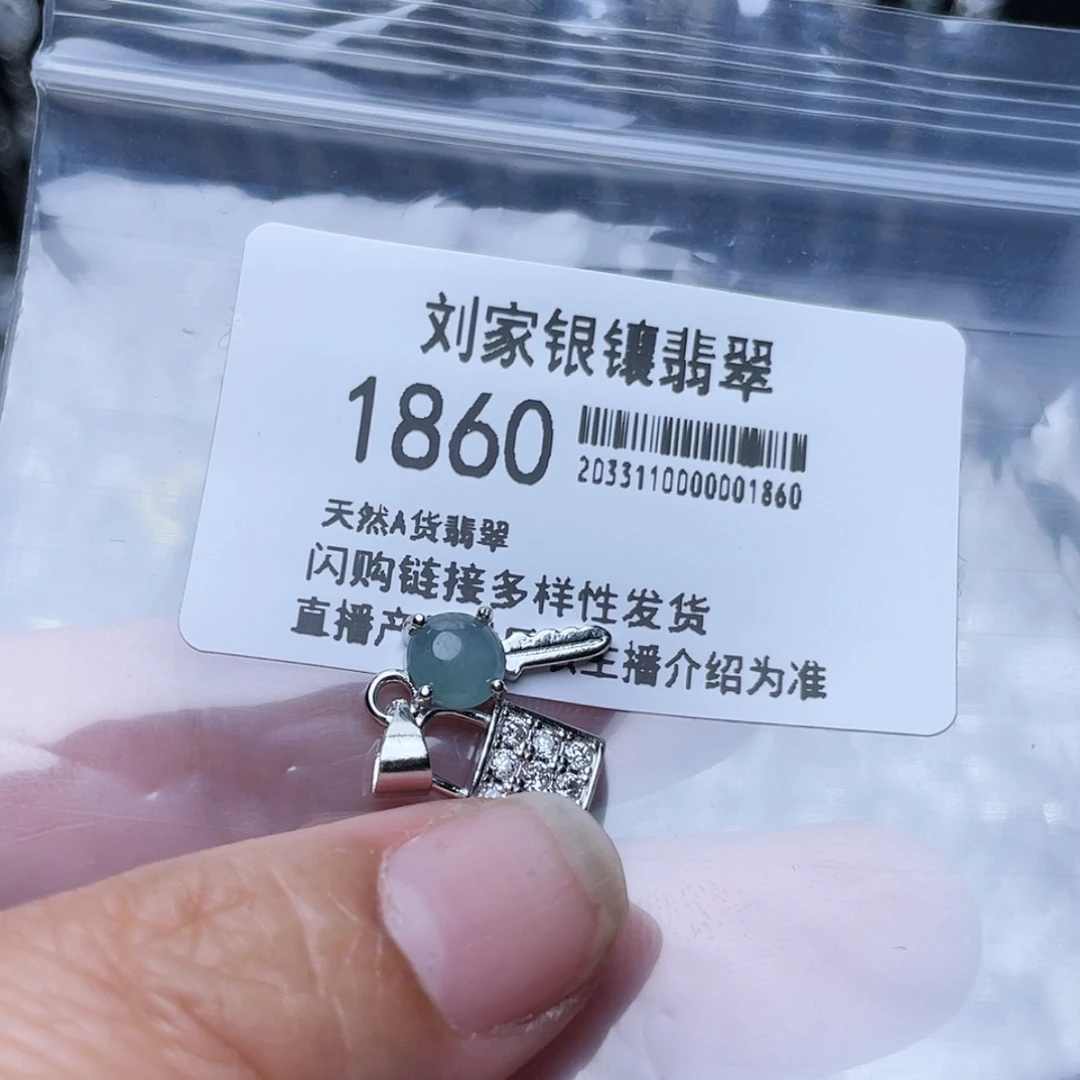 刘家银镶翡翠
1860
2033110000001860
天然A货翡翠
闪购链接多样性发货
直播产 主播介绍为准